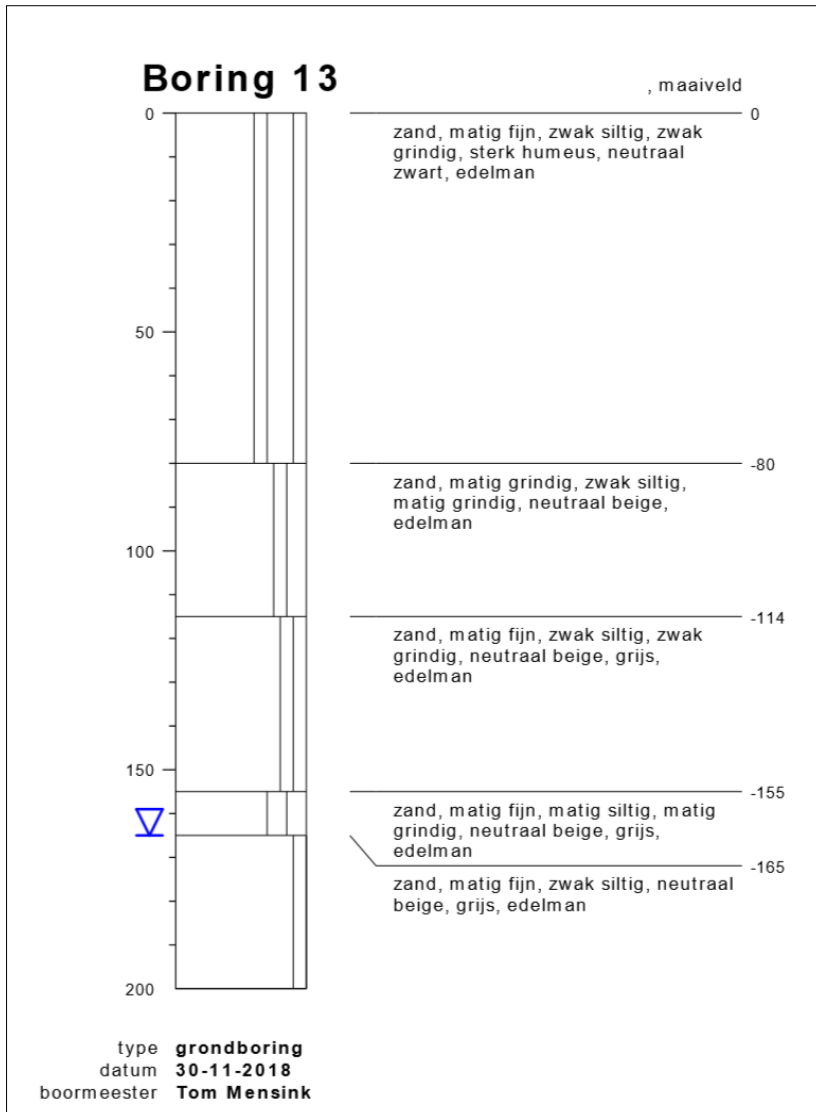 Boring 13
, maaiveld
0
0
zand, matig fijn, zwak siltig, zwak
grindig, sterk humeus, neutraal
zwart, edelman
50
-80
zand, matig grindig, zwak siltig,
matig grindig, neutraal beige,
edelman
100
-114
zand, matig fijn, zwak siltig, zwak
grindig, neutraal beige, grijs,
edelman
150
-155
zand, matig fijn, matig siltig, matig
grindig, neutraal beige, grijs,
edelman
-165
zand, matig fijn, zwak siltig, neutraal
beige, grijs, edelman
200
type grondboring
datum 30-11-2018
boormeester Tom Mensink